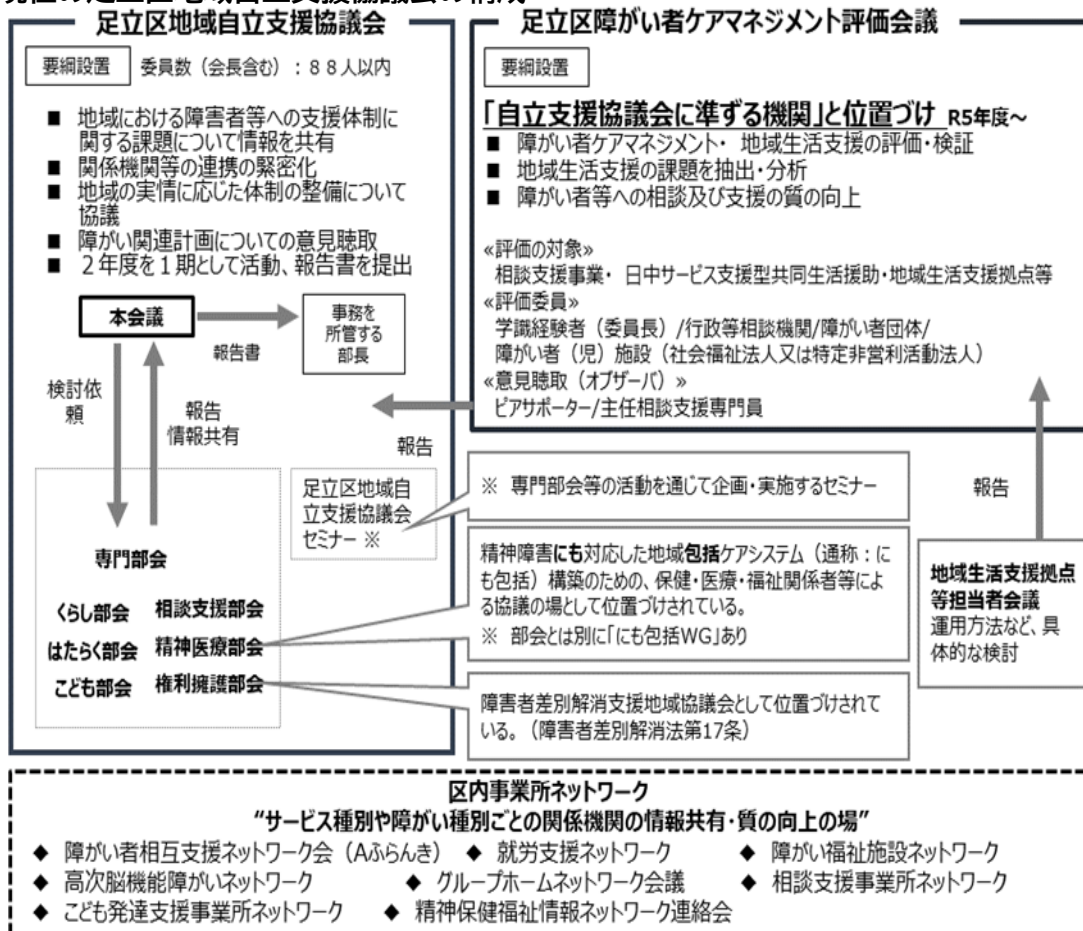 現在の足立区地域自立支援協議会の構成
足立区地域自立支援協議会
要綱設置
委員数（会長含む）：８８人以内
■ 地域における障害者等への支援体制に
関する課題について情報を共有
■ 関係機関等の連携の緊密化
■ 地域の実情に応じた体制の整備について
協議
■ 障がい関連計画についての意見聴取
■ ２年度を１期として活動、報告書を提出
本会議
報告書
事務を
所管する
部長
検討依
頼
報告
情報共有
専門部会
くらし部会 相談支援部会
はたらく部会 精神医療部会
こども部会 権利擁護部会
足立区地域自
立支援協議会
セミナー ※
足立区障がい者ケアマネジメント評価会議
要綱設置
「自立支援協議会に準ずる機関」と位置づけ R5年度～
■ 障がい者ケアマネジメント・ 地域生活支援の評価・検証
■ 地域生活支援の課題を抽出・分析
■ 障がい者等への相談及び支援の質の向上
«評価の対象»
相談支援事業・ 日中サービス支援型共同生活援助・地域生活支援拠点等
«評価委員»
学識経験者（委員長）/行政等相談機関/障がい者団体/
障がい者（児）施設（社会福祉法人又は特定非営利活動法人）
«意見聴取（オブザーバ）»
ピアサポーター/主任相談支援専門員
報告
※ 専門部会等の活動を通じて企画・実施するセミナー
精神障害にも対応した地域包括ケアシステム（通称：に
も包括）構築のための、保健・医療・福祉関係者等によ
る協議の場として位置づけされている。
※ 部会とは別に「にも包括WG」あり
障害者差別解消支援地域協議会として位置づけされて
いる。（障害者差別解消法第17条）
報告
地域生活支援拠点
等担当者会議
運用方法など、具
体的な検討
区内事業所ネットワーク
“サービス種別や障がい種別ごとの関係機関の情報共有・質の向上の場”
◆ 障がい者相互支援ネットワーク会（Aふらんき） ◆ 就労支援ネットワーク ◆ 障がい福祉施設ネットワーク
◆ 高次脳機能障がいネットワーク ◆ グループホームネットワーク会議 ◆ 相談支援事業所ネットワーク
◆ こども発達支援事業所ネットワーク ◆ 精神保健福祉情報ネットワーク連絡会